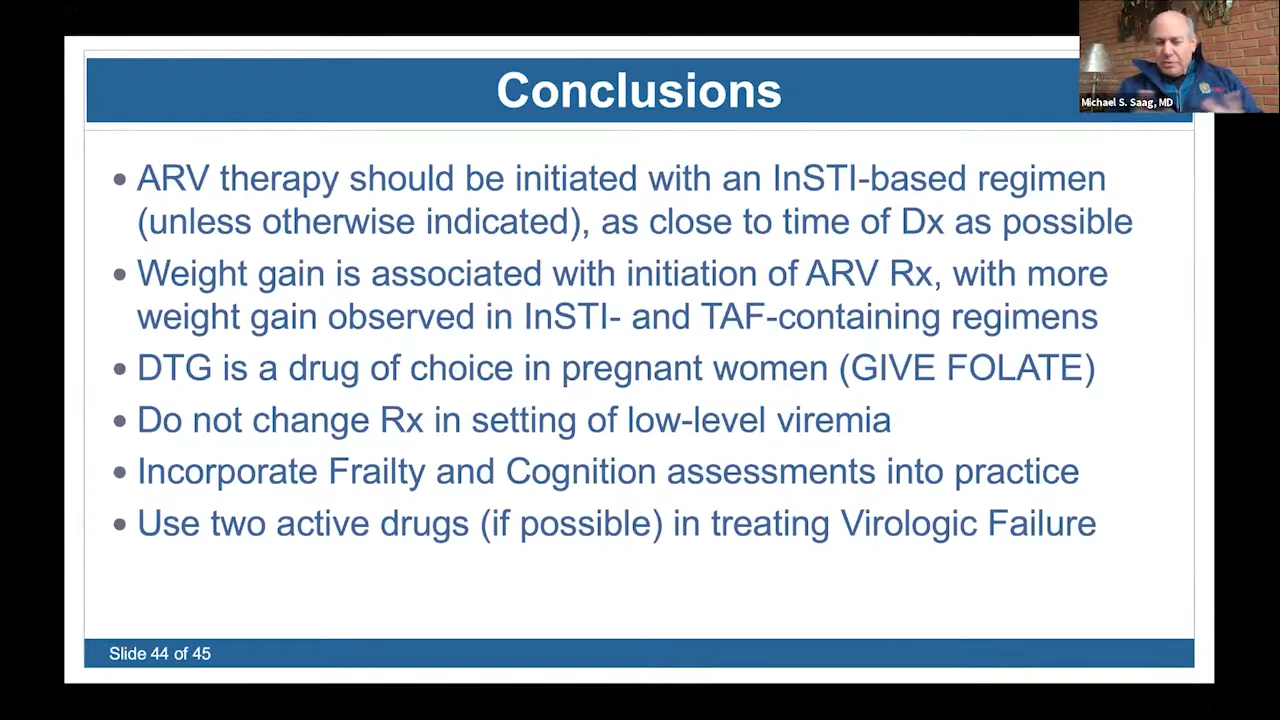 Conclusions
Michael S. Saag, MD
• ARV therapy should be initiated with an InSTI-based regimen
(unless otherwise indicated), as close to time of Dx as possible
• Weight gain is associated with initiation of ARV Rx, with more
weight gain observed in InSTI- and TAF-containing regimens
• DTG is a drug of choice in pregnant women (GIVE FOLATE)
• Do not change Rx in setting of low-level viremia
• Incorporate Frailty and Cognition assessments into practice
• Use two active drugs (if possible) in treating Virologic Failure
Slide 44 of 45